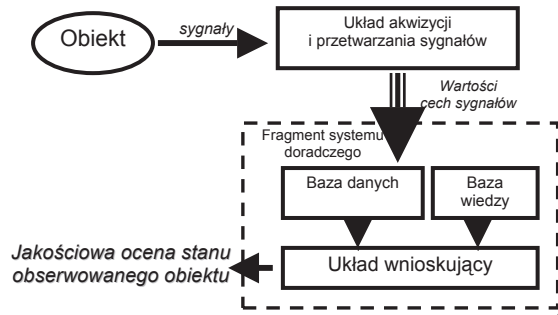 Obiekt
sygnały
Układ akwizycji
i przetwarzania sygnałów
Wartości
cech sygnałów
Fragment systemu
doradczego
Baza danych
Baza
wiedzy
Układ wnioskujący
Jakościowa ocena stanu
obserwowanego obiektu